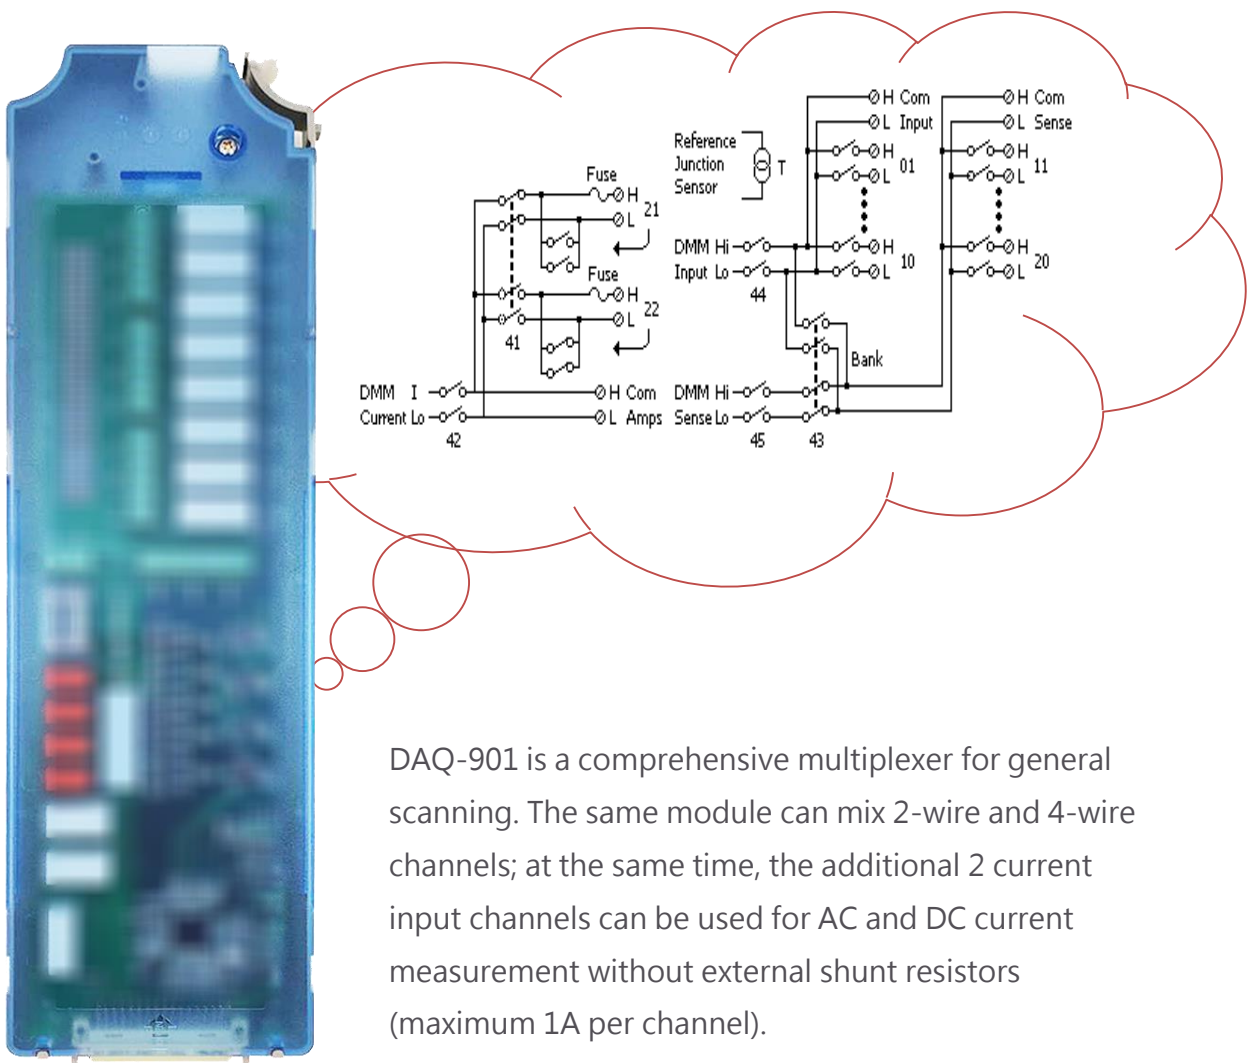 H Com
L Input
H Com
L Sense
Reference
Junction
Sensor
T
H
01
L
H
11
L
Fuse
H
21
L
DMM Hi
Input Lo
44
H
10
L
H
20
L
Fuse
H
22
L
41
Bank
DMM I
Current Lo
42
H Com
L Amps
DMM Hi
Sense Lo
45
43
DAQ-901 is a comprehensive multiplexer for general
scanning. The same module can mix 2-wire and 4-wire
channels; at the same time, the additional 2 current
input channels can be used for AC and DC current
measurement without external shunt resistors
(maximum 1A per channel).